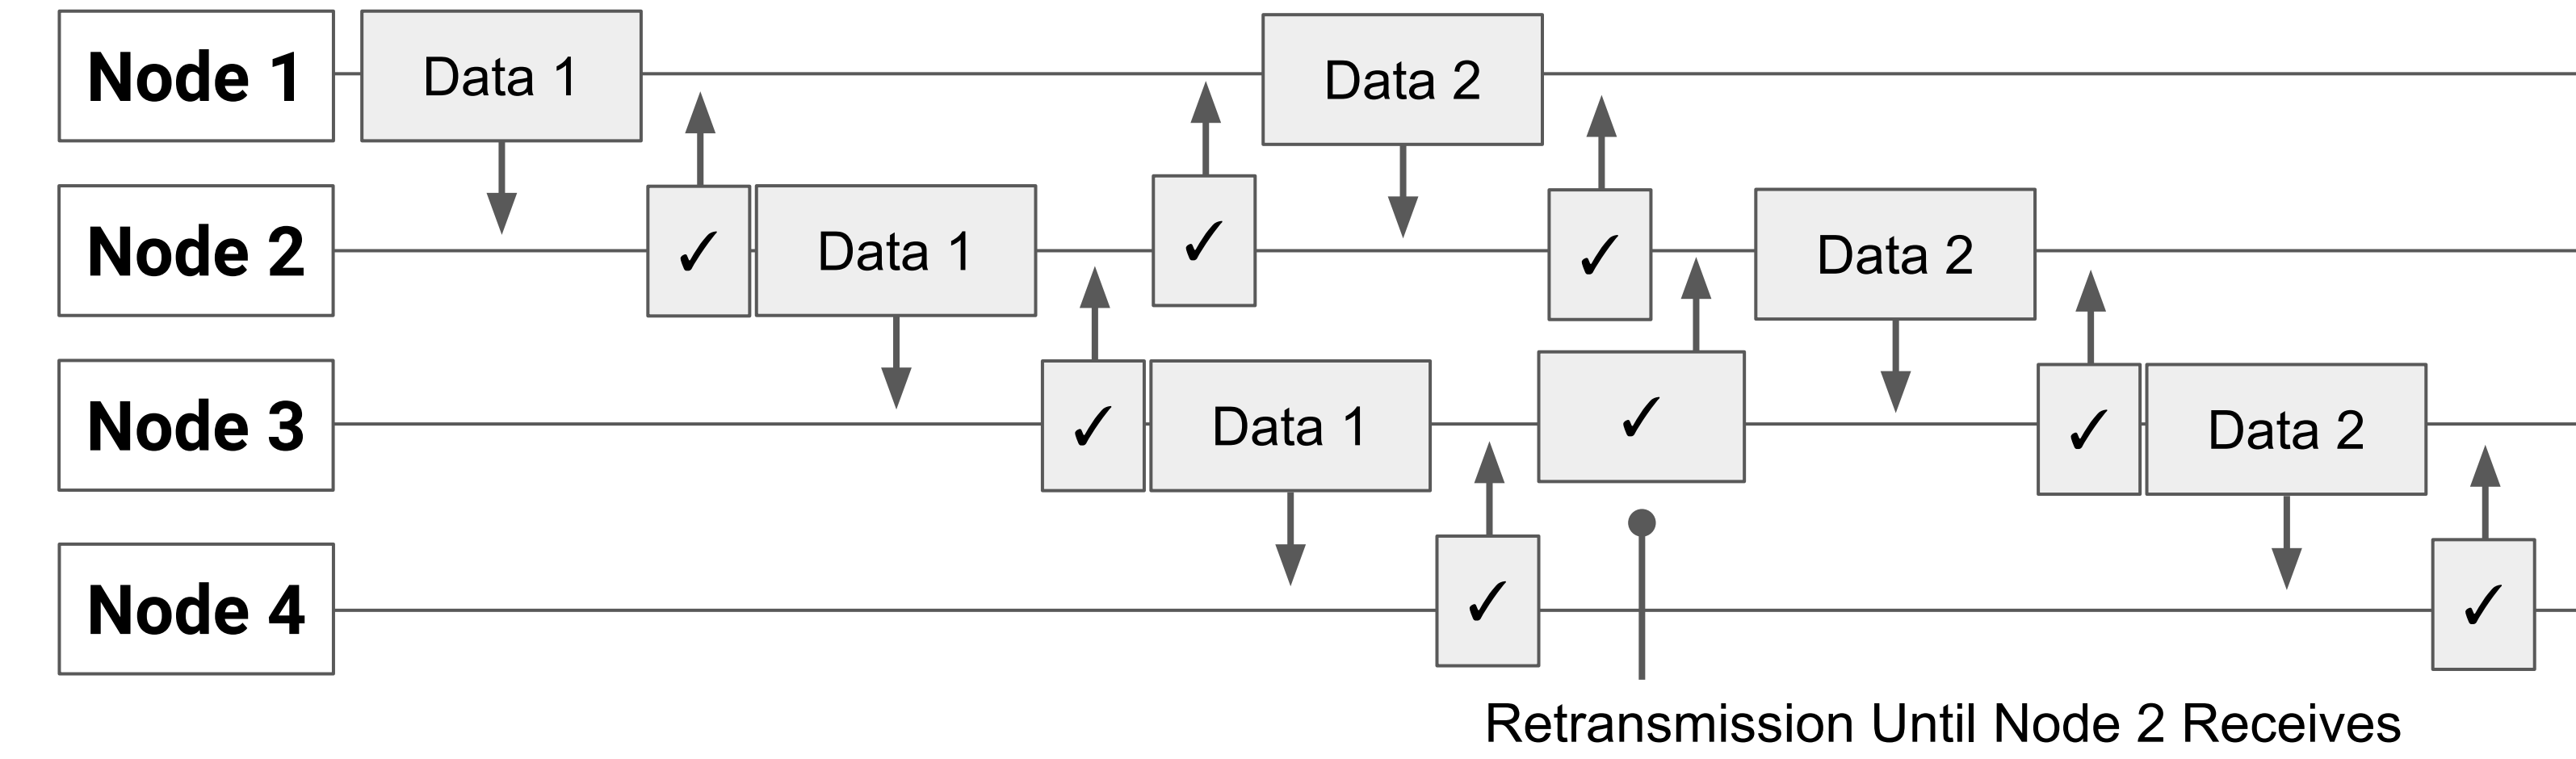 Node 1
Data 1
Data 2
Node 2
✓
Data 1
✓
✓
Data 2
Node 3
✓
Data 1
✓
✓
Data 2
Node 4
✓
✓
Retransmission Until Node 2 Receives